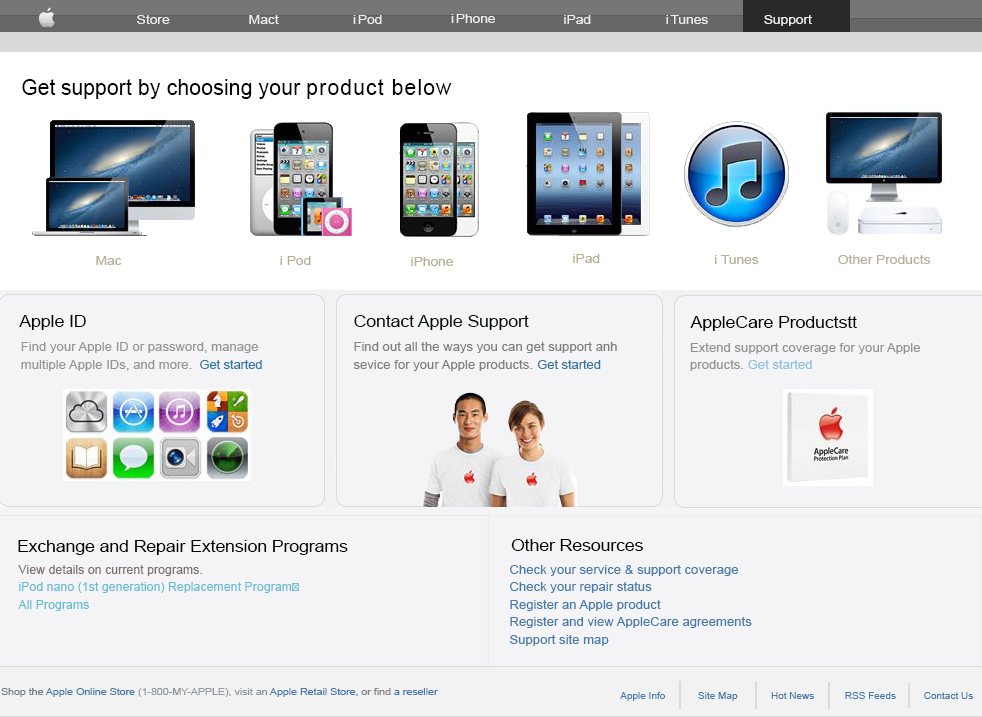 Store Mact i Pod i Phone iPad i Tunes Support
Get support by choosing your product below
Mac i Pod iPhone iPad i Tunes Other Products
Apple ID
Find your Apple ID or password, manage
multiple Apple IDs, and more. Get started
Contact Apple Support
Find out all the ways you can get support anh
sevice for your Apple products. Get started
AppleCare Productstt
Extend support coverage for your Apple
products. Get started
AppleCare
Protection Plan
Exchange and Repair Extension Programs
View details on current programs.
iPod nano (1st generation) Replacement Program
All Programs
Other Resources
Check your service & support coverage
Check your repair status
Register an Apple product
Register and view AppleCare agreements
Support site map
Shop the Apple Online Store (1-800-MY-APPLE), visit an Apple Retail Store, or find a reseller
Apple Info Site Map Hot News RSS Feeds Contact Us